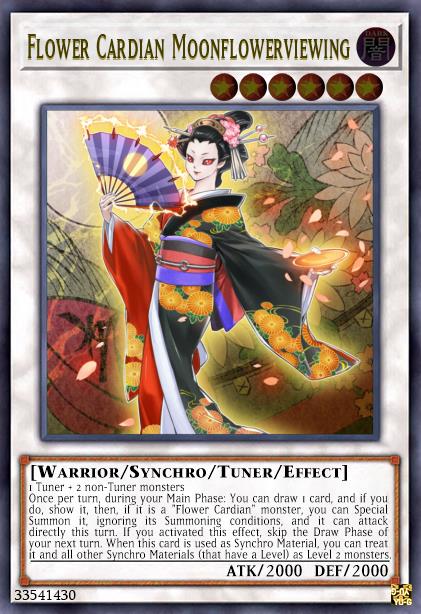 Flower Cardian Moonflowerviewing
DARK
闇
[Warrior/Synchro/Tuner/Effect]
1 Tuner + 2 non-Tuner monsters
Once per turn, during your Main Phase: You can draw 1 card, and if you
do, show it, then, if it is a "Flower Cardian" monster, you can Special
Summon it, ignoring its Summoning conditions, and it can attack
directly this turn. If you activated this effect, skip the Draw Phase of
your next turn. When this card is used as Synchro Material, you can treat
it and all other Synchro Materials (that have a Level) as Level 2 monsters.
ATK/2000 DEF/2000
33541430